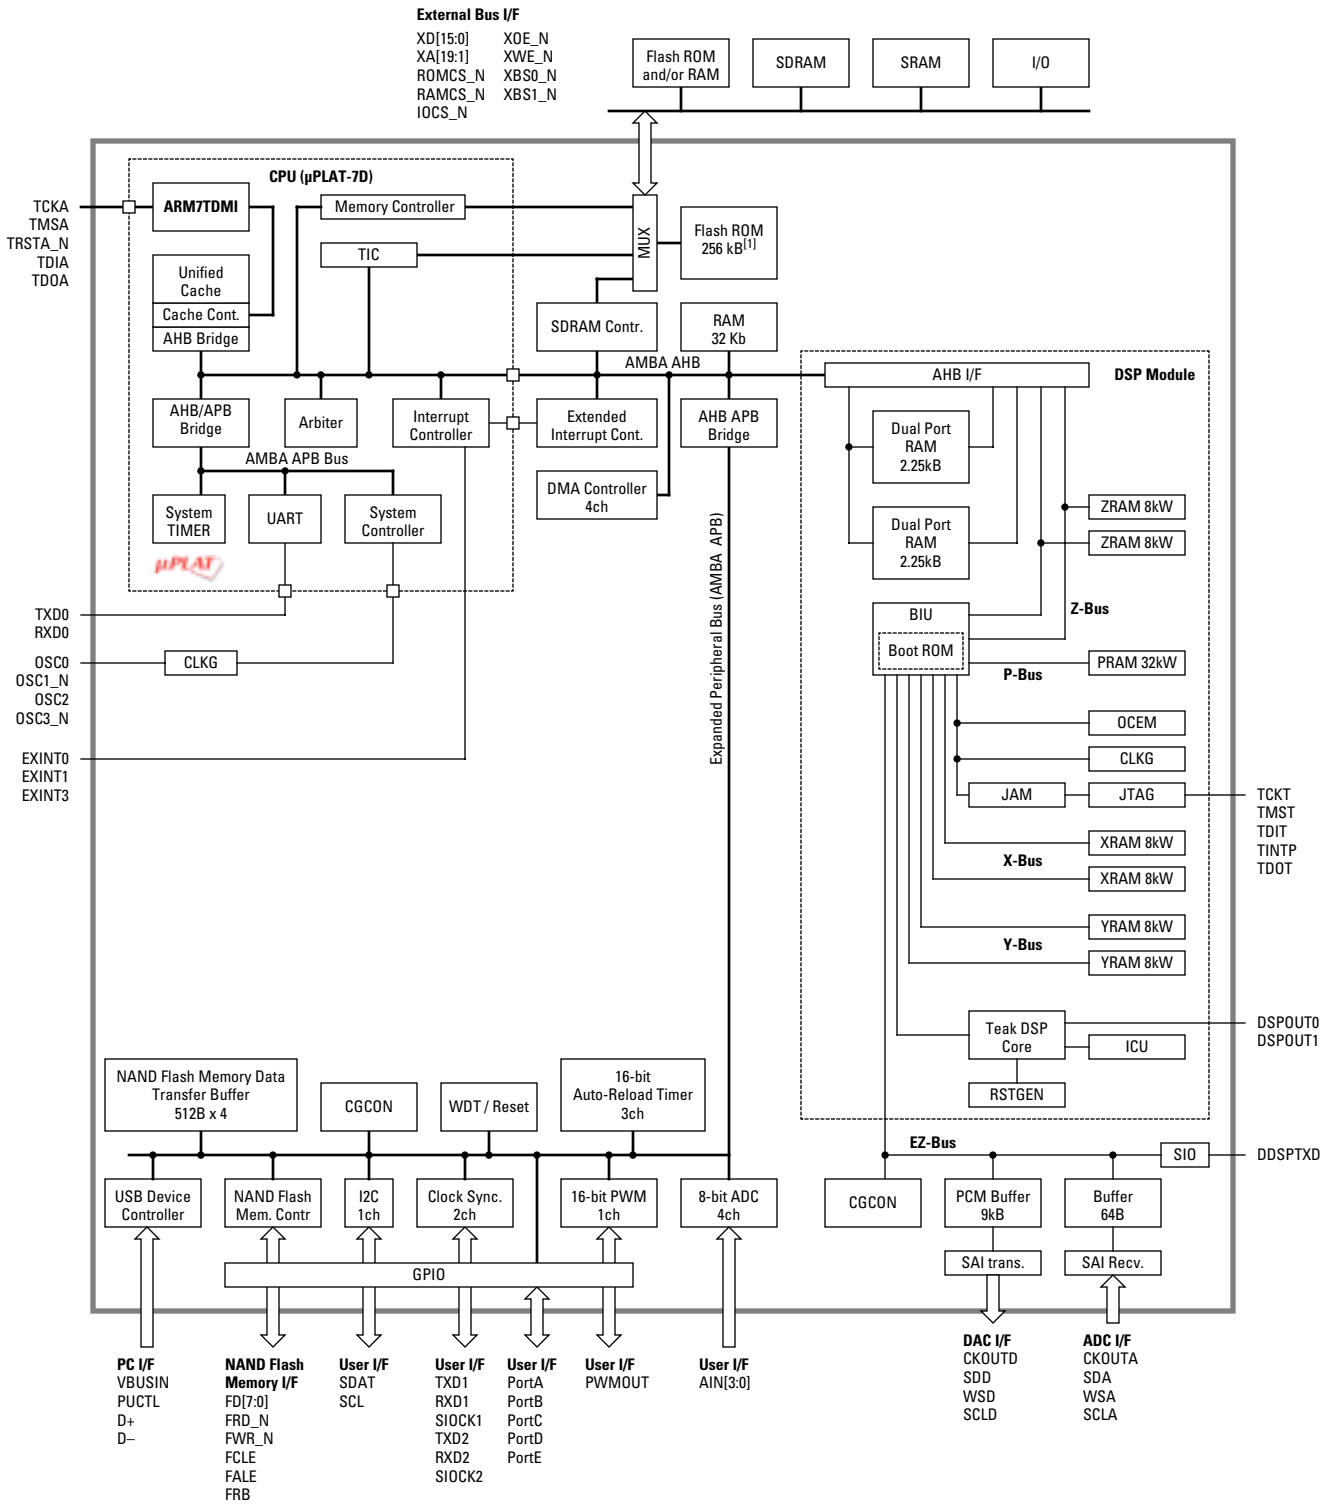 External Bus I/F
XD[15:0] XOE_N
XA[19:1] XWE_N
ROMCS_N XBS0_N
RAMCS_N XBS1_N
IOCS_N
Flash ROM
and/or RAM
SDRAM
SRAM
I/O
CPU (µPLAT-7D)
TCKA
TMSA
TRSTA_N
TDIA
TDOA
ARM7TDMI
Memory Controller
TIC
MUX
Flash ROM
256 kB[1]
Unified
Cache
Cache Cont.
AHB Bridge
SDRAM Contr.
RAM
32 Kb
AMBA AHB
AHB I/F
DSP Module
AHB/APB
Bridge
Arbiter
Interrupt
Controller
Extended
Interrupt Cont.
AHB APB
Bridge
Dual Port
RAM
2.25kB
AMBA APB Bus
DMA Controller
4ch
System
TIMER
UART
System
Controller
µPLAT
Dual Port
RAM
2.25kB
ZRAM 8kW
ZRAM 8kW
Expanded Peripheral Bus (AMBA APB)
TXD0
RXD0
OSC0
OSC1_N
OSC2
OSC3_N
CLKG
EXINT0
EXINT1
EXINT3
BIU
Boot ROM
Z-Bus
P-Bus
PRAM 32kW
OCEM
CLKG
JAM
JTAG
TCKT
TMST
TDIT
TINTP
TDOT
X-Bus
XRAM 8kW
XRAM 8kW
Y-Bus
YRAM 8kW
YRAM 8kW
Teak DSP
Core
ICU
RSTGEN
DSPOUT0
DSPOUT1
NAND Flash Memory Data
Transfer Buffer
512B x 4
CGCON
WDT / Reset
16-bit
Auto-Reload Timer
3ch
EZ-Bus
SIO
DDSPTXD
USB Device
Controller
NAND Flash
Mem. Contr
I2C
1ch
Clock Sync.
2ch
16-bit PWM
1ch
8-bit ADC
4ch
CGCON
PCM Buffer
9kB
Buffer
64B
GPIO
SAI trans.
SAI Recv.
PC I/F
VBUSIN
PUCTL
D+
D–
NAND Flash
Memory I/F
FD[7:0]
FRD_N
FWR_N
FCLE
FALE
FRB
User I/F
SDAT
SCL
User I/F
TXD1
RXD1
SIOCK1
TXD2
RXD2
SIOCK2
User I/F
PortA
PortB
PortC
PortD
PortE
User I/F
PWMOUT
User I/F
AIN[3:0]
DAC I/F
CKOUTD
SDD
WSD
SCLD
ADC I/F
CKOUTA
SDA
WSA
SCLA